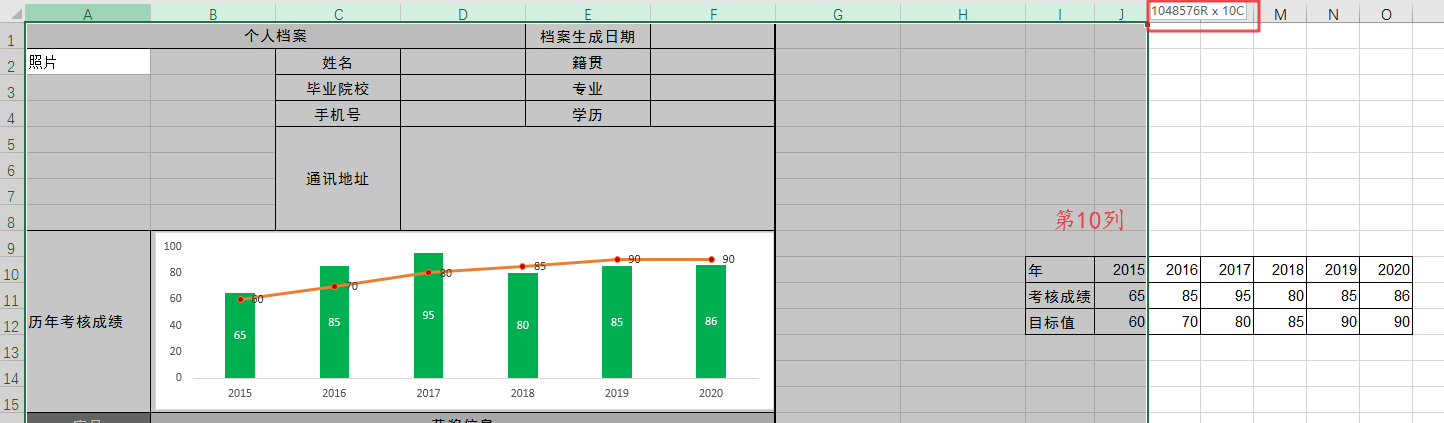 A B C D E F G H I J 1048576R x 10C M N O
1 个人档案 档案生成日期
2 照片 姓名 籍贯
3 毕业院校 专业
4 手机号 学历
5
6
7 通讯地址
8 第10列
9 100
10 80 60 70 80 85 90 90 年 2015 2016 2017 2018 2019 2020
11 60 考核成绩 65 85 95 80 85 86
12 历年考核成绩 40 65 85 95 80 85 86 目标值 60 70 80 85 90 90
13 20
14 0
15 2015 2016 2017 2018 2019 2020